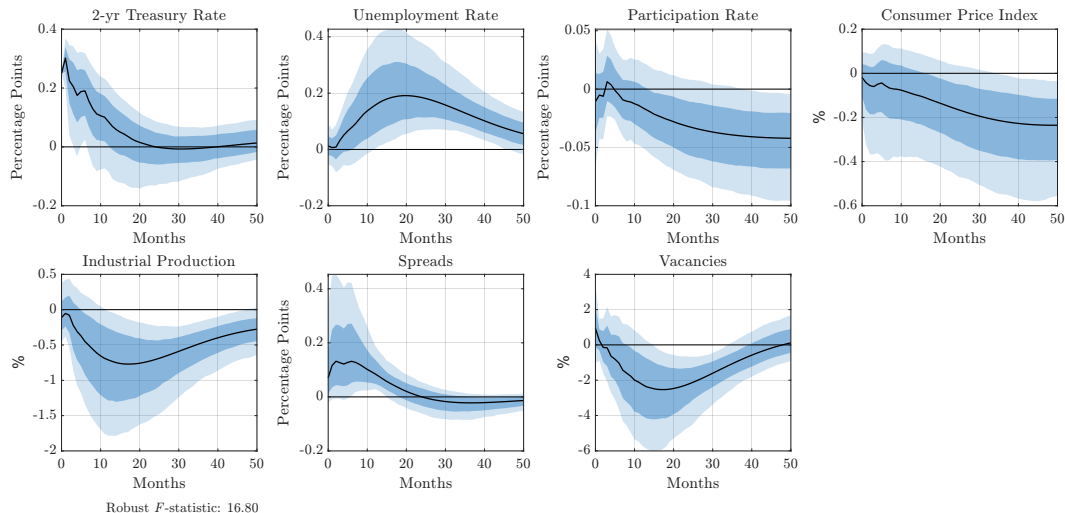 2-yr Treasury Rate
Percentage Points
0.4
0.2
0
-0.2
0 10 20 30 40 50
Months
Unemployment Rate
Percentage Points
0.4
0.2
0
0.2
0 10 20 30 40 50
Months
Participation Rate
Percentage Points
0.05
0
-0.05
-0.1
0 10 20 30 40 50
Months
Consumer Price Index
%
0.2
0
-0.2
-0.4
-0.6
0 10 20 30 40 50
Months
Industrial Production
%
0.5
0
-0.5
-1
-1.5
-2
0 10 20 30 40 50
Months
Spreads
Percentage Points
0.4
0.2
0
0.2
0 10 20 30 40 50
Months
Vacancies
%
4
2
0
-2
-4
-6
0 10 20 30 40 50
Months
Robust F-statistic: 16.80